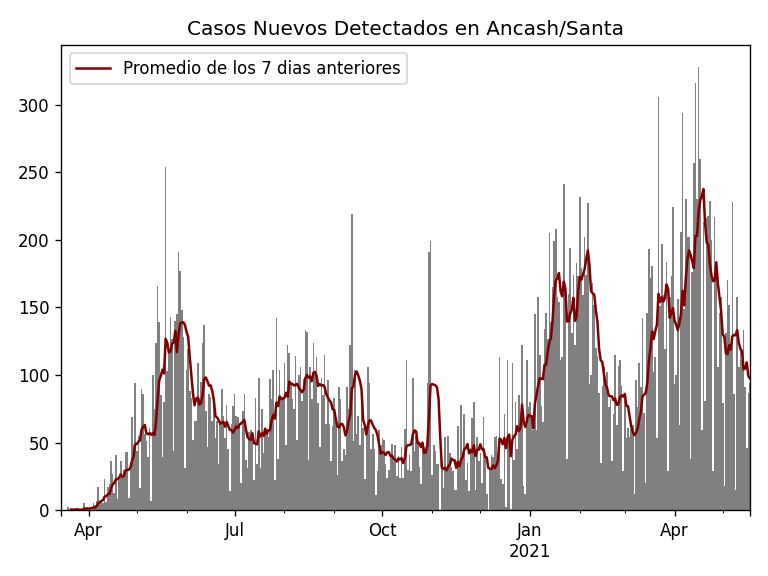 Casos Nuevos Detectados en Ancash/Santa
Promedio de los 7 dias anteriores
300
250
200
150
100
50
0
Apr Jul Oct Jan Apr
2021